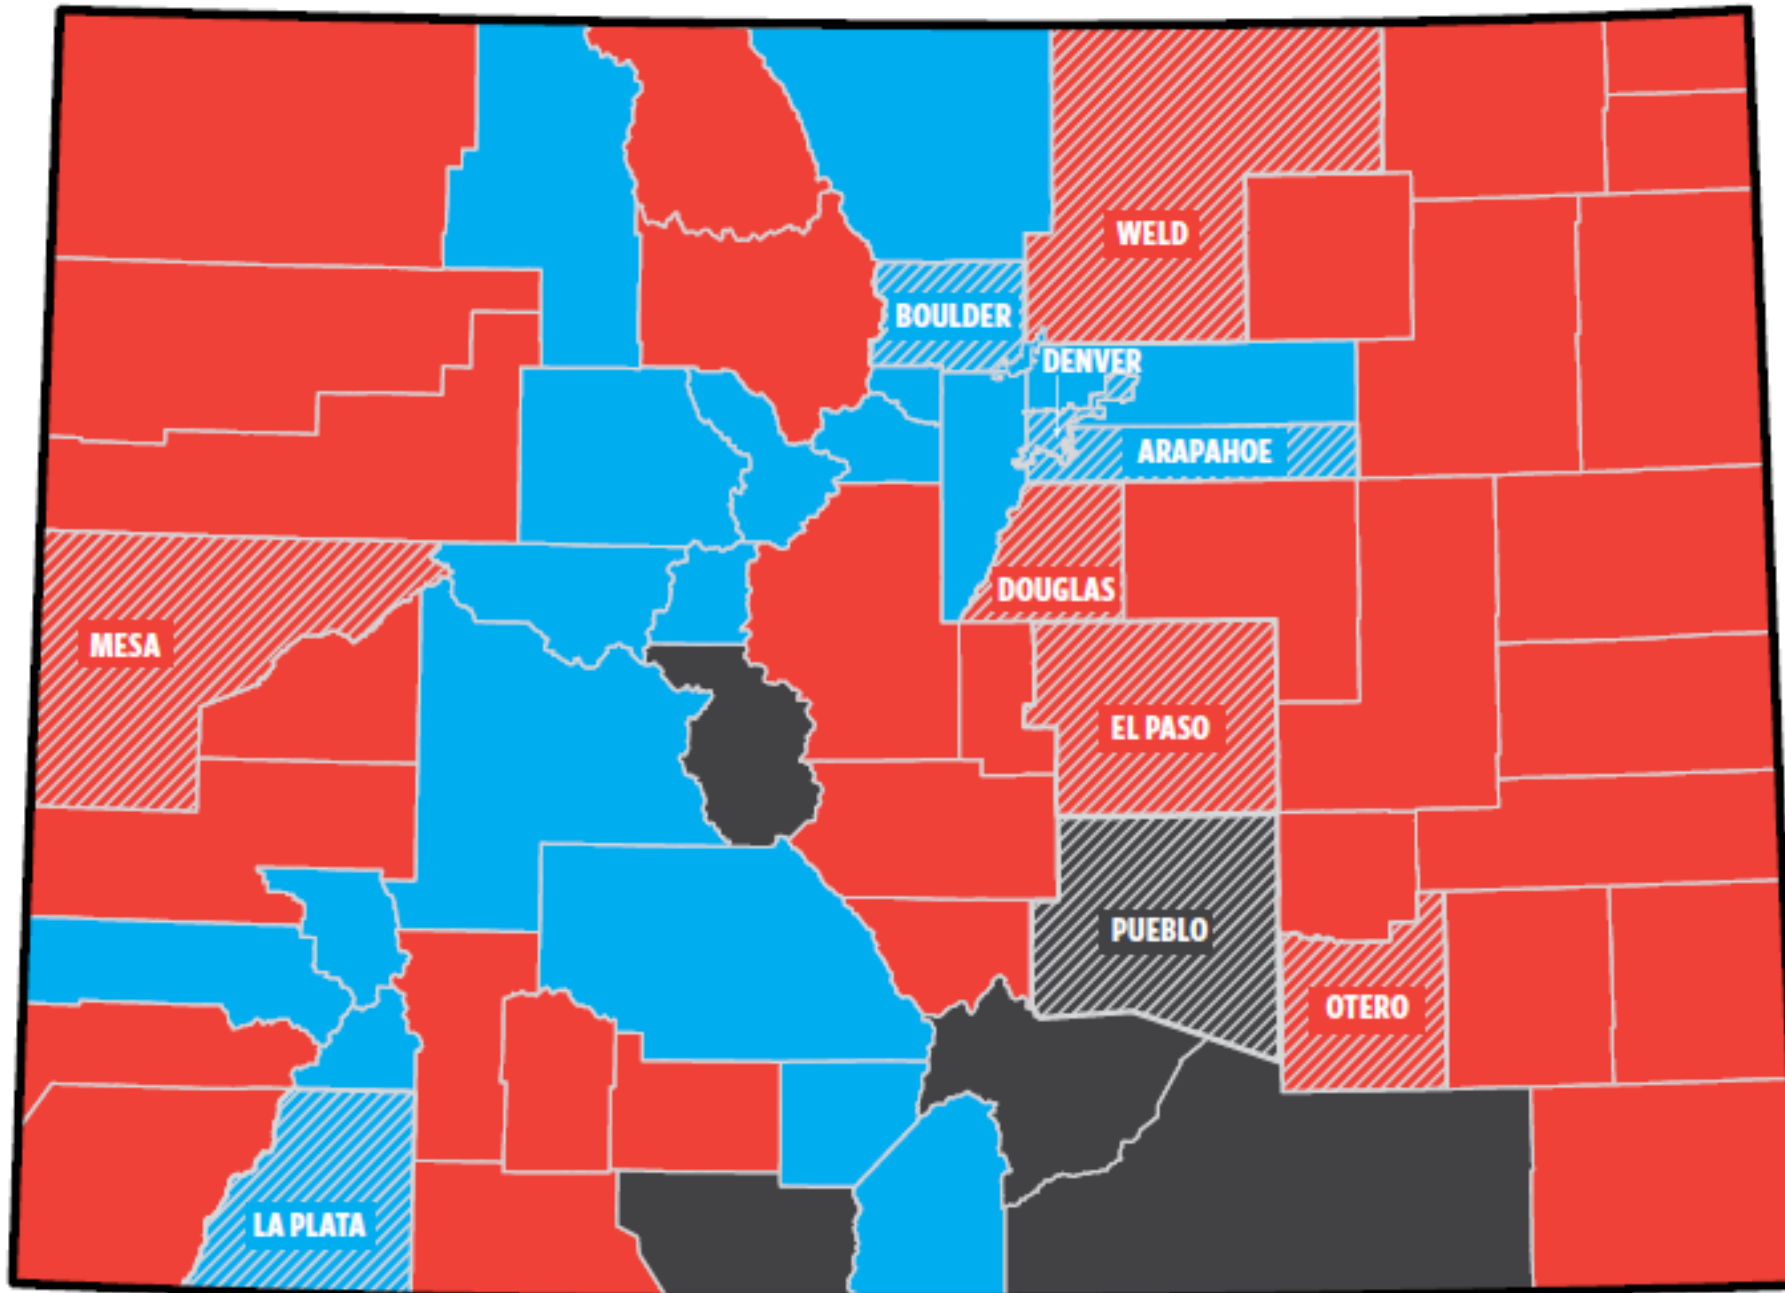 WELD
BOULDER
DENVER
ARAPAHOE
DOUGLAS
MESA
EL PASO
PUEBLO
OTERO
LA PLATA